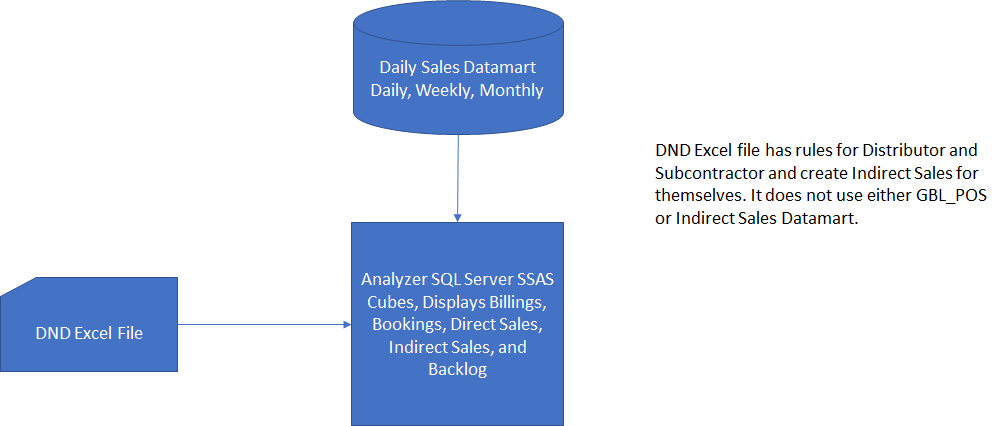 Daily Sales Datamart
Daily, Weekly, Monthly
DND Excel file has rules for Distributor and
Subcontractor and create Indirect Sales for
themselves. It does not use either GBL_POS
or Indirect Sales Datamart.
Analyzer SQL Server SSAS
Cubes, Displays Billings,
Bookings, Direct Sales,
Indirect Sales, and
Backlog
DND Excel File